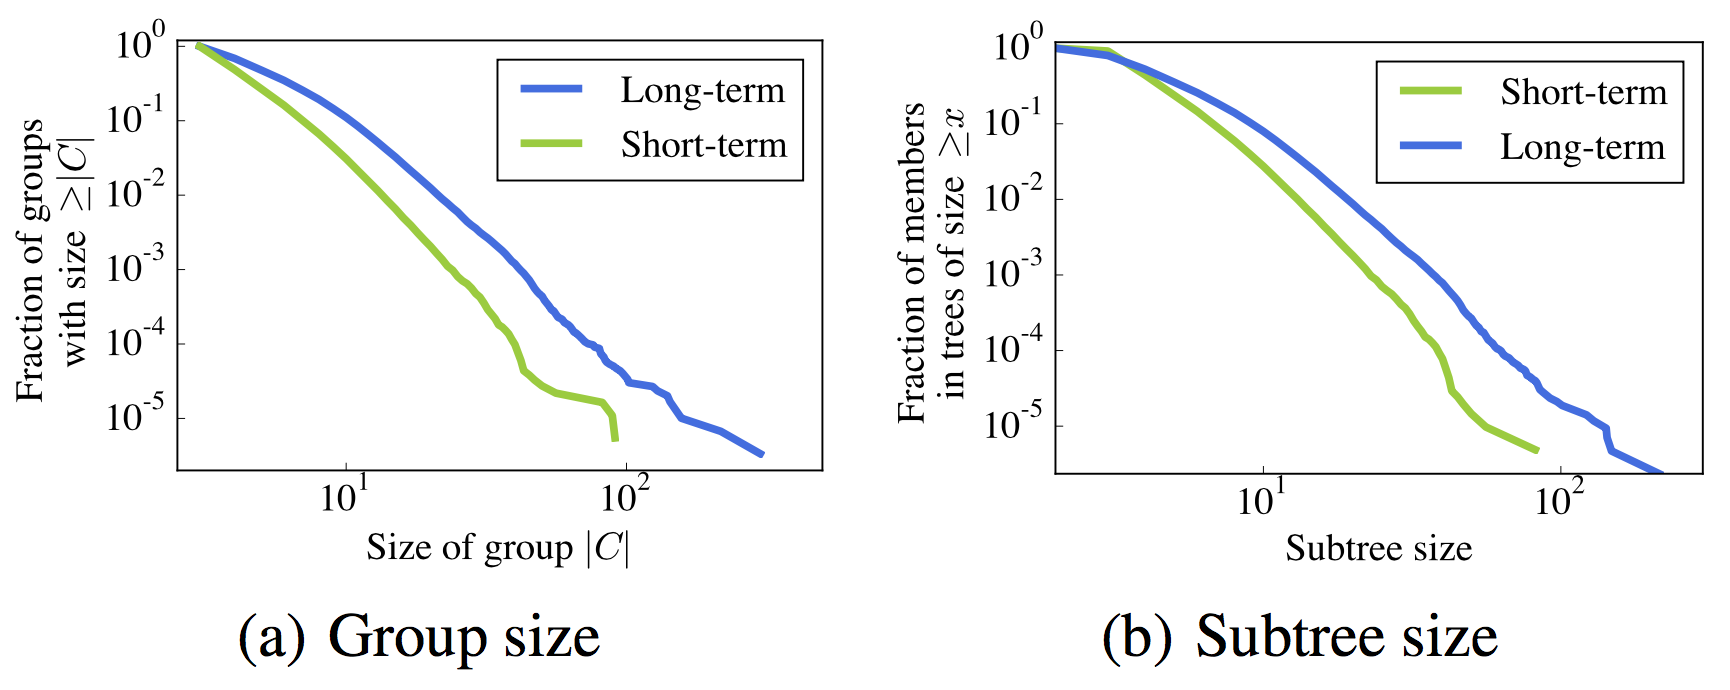 Fraction of groups
with size ≥|C|
10^0
10^-1
10^-2
10^-3
10^-4
10^-5
Long-term
Short-term
10^1
10^2
Size of group |C|
(a) Group size
Fraction of members
in trees of size ≥x
10^0
10^-1
10^-2
10^-3
10^-4
10^-5
Short-term
Long-term
10^1
10^2
Subtree size
(b) Subtree size